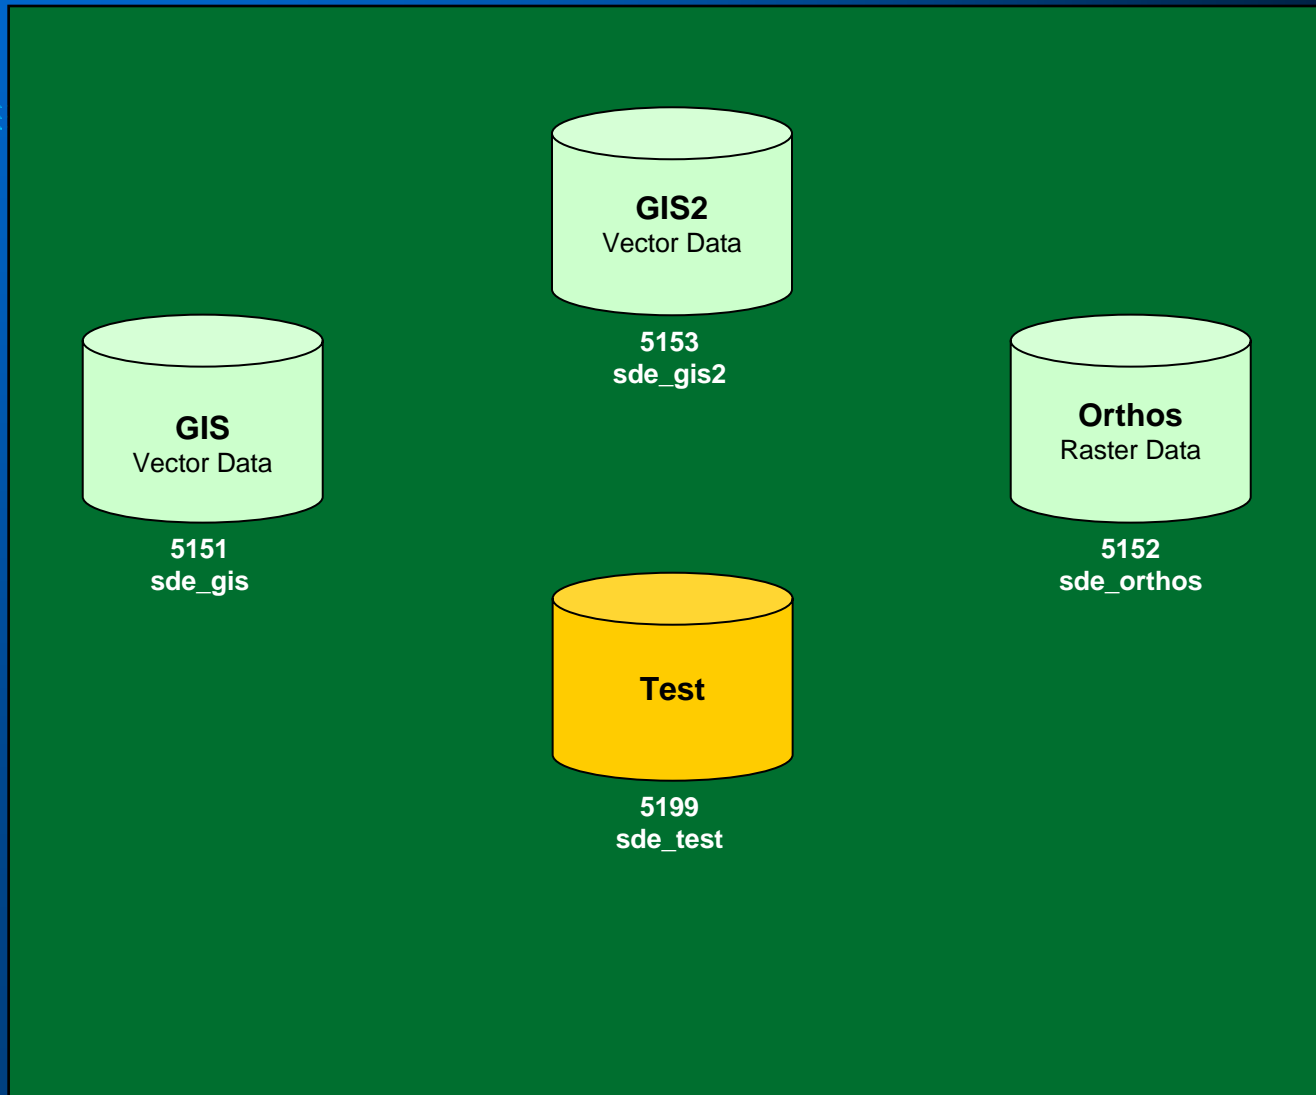 GIS2
Vector Data
5153
sde_gis2
GIS
Vector Data
5151
sde_gis
Orthos
Raster Data
5152
sde_orthos
Test
5199
sde_test